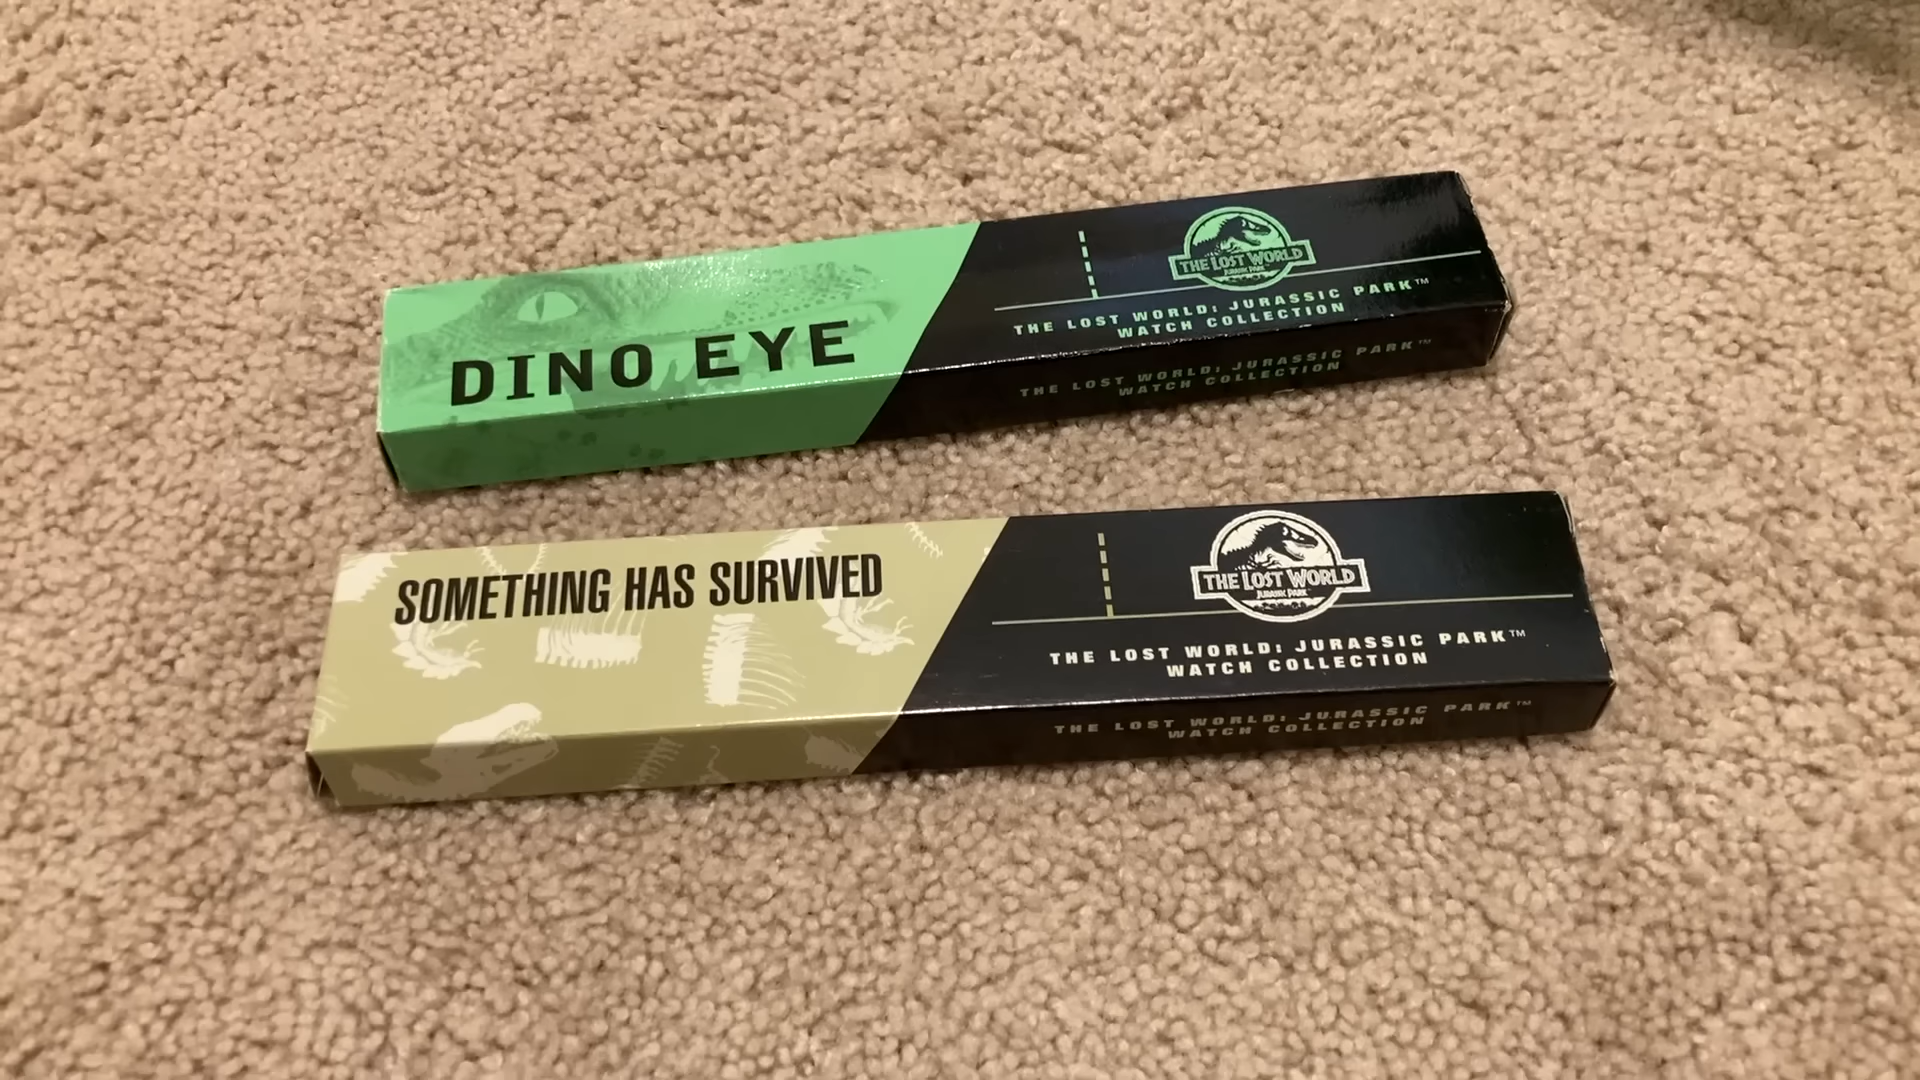 DINO EYE
THE LOST WORLD
JURASSIC PARK
THE LOST WORLD: JURASSIC PARK™
WATCH COLLECTION
THE LOST WORLD: JURASSIC PARK™
WATCH COLLECTION
SOMETHING HAS SURVIVED
THE LOST WORLD
JURASSIC PARK
THE LOST WORLD: JURASSIC PARK™
WATCH COLLECTION
THE LOST WORLD: JURASSIC PARK™
WATCH COLLECTION